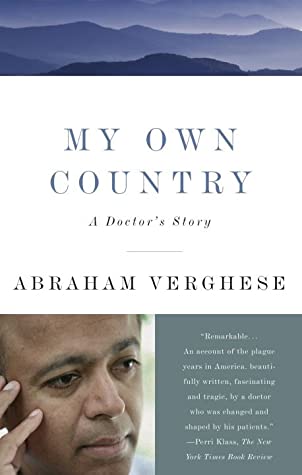 MY OWN
COUNTRY
A Doctor's Story
ABRAHAM VERGHESE
“Remarkable...
An account of the plague
years in America. beauti-
fully written, fascinating
and tragic, by a doctor
who was changed and
shaped by his patients.”
—Perri Klass, The New
York Times Book Review